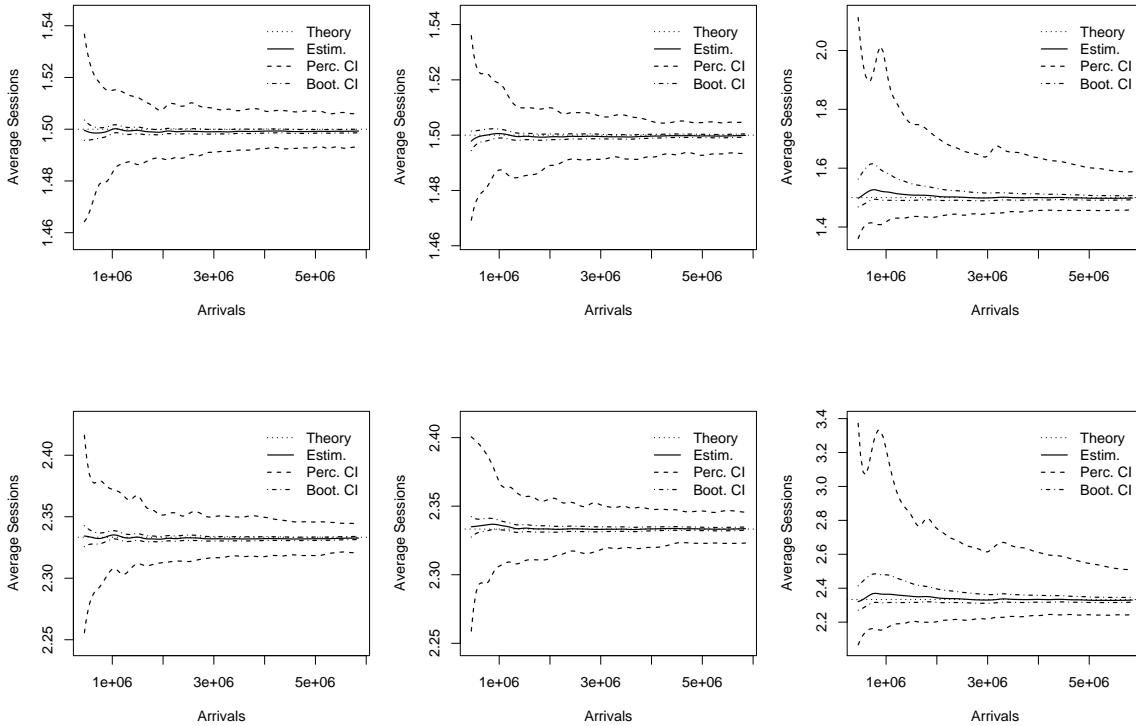 1.46 1.48 1.50 1.52 1.54
Average Sessions
Theory
Estim.
Perc. CI
Boot. CI
1e+06 3e+06 5e+06
Arrivals
1.46 1.48 1.50 1.52 1.54
Average Sessions
Theory
Estim.
Perc. CI
Boot. CI
1e+06 3e+06 5e+06
Arrivals
1.4 1.6 1.8 2.0
Average Sessions
Theory
Estim.
Perc. CI
Boot. CI
1e+06 3e+06 5e+06
Arrivals
2.25 2.30 2.35 2.40
Average Sessions
Theory
Estim.
Perc. CI
Boot. CI
1e+06 3e+06 5e+06
Arrivals
2.25 2.30 2.35 2.40
Average Sessions
Theory
Estim.
Perc. CI
Boot. CI
1e+06 3e+06 5e+06
Arrivals
2.2 2.4 2.6 2.8 3.0 3.2 3.4
Average Sessions
Theory
Estim.
Perc. CI
Boot. CI
1e+06 3e+06 5e+06
Arrivals